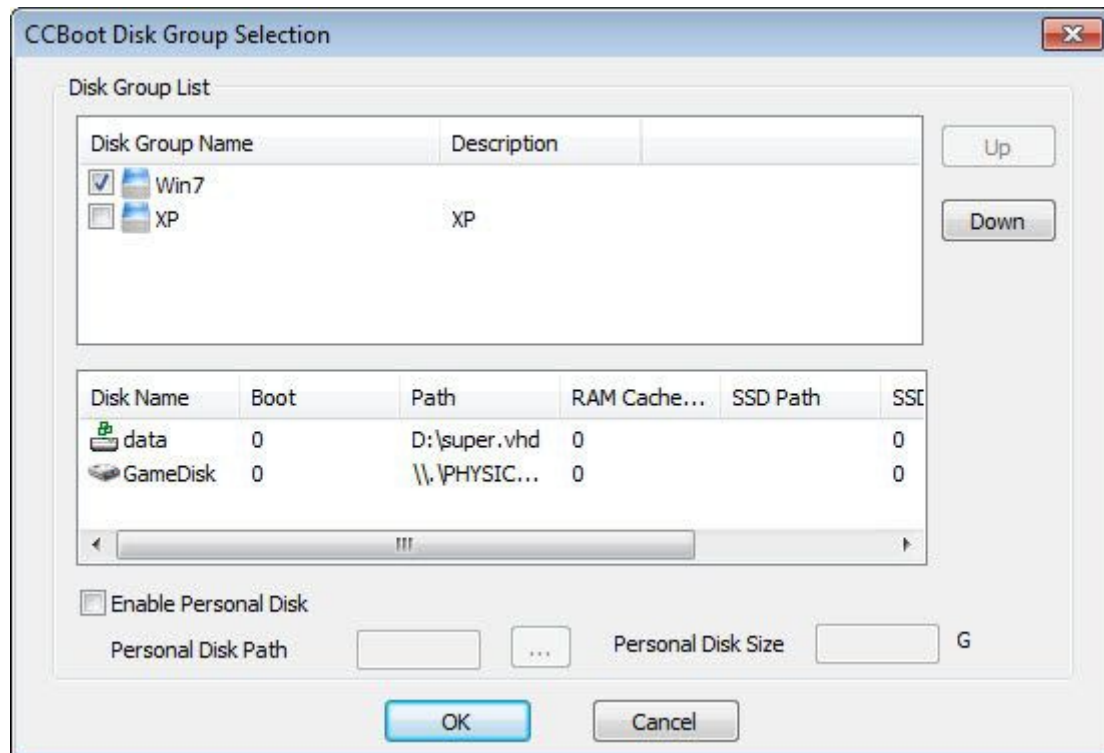 CCBoot Disk Group Selection
Disk Group List
Disk Group Name Description
Up
Win7
XP XP
Down
Disk Name Boot Path RAM Cache... SSD Path SSD
data 0 D:\super.vhd 0 0
GameDisk 0 \\.\PHYSIC... 0 0
Enable Personal Disk
Personal Disk Path ... Personal Disk Size G
OK Cancel